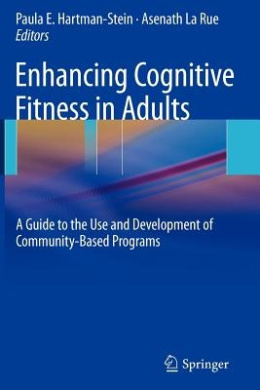 Paula E. Hartman-Stein · Asenath La Rue
Editors
Enhancing Cognitive
Fitness in Adults
A Guide to the Use and Development of
Community-Based Programs
Springer